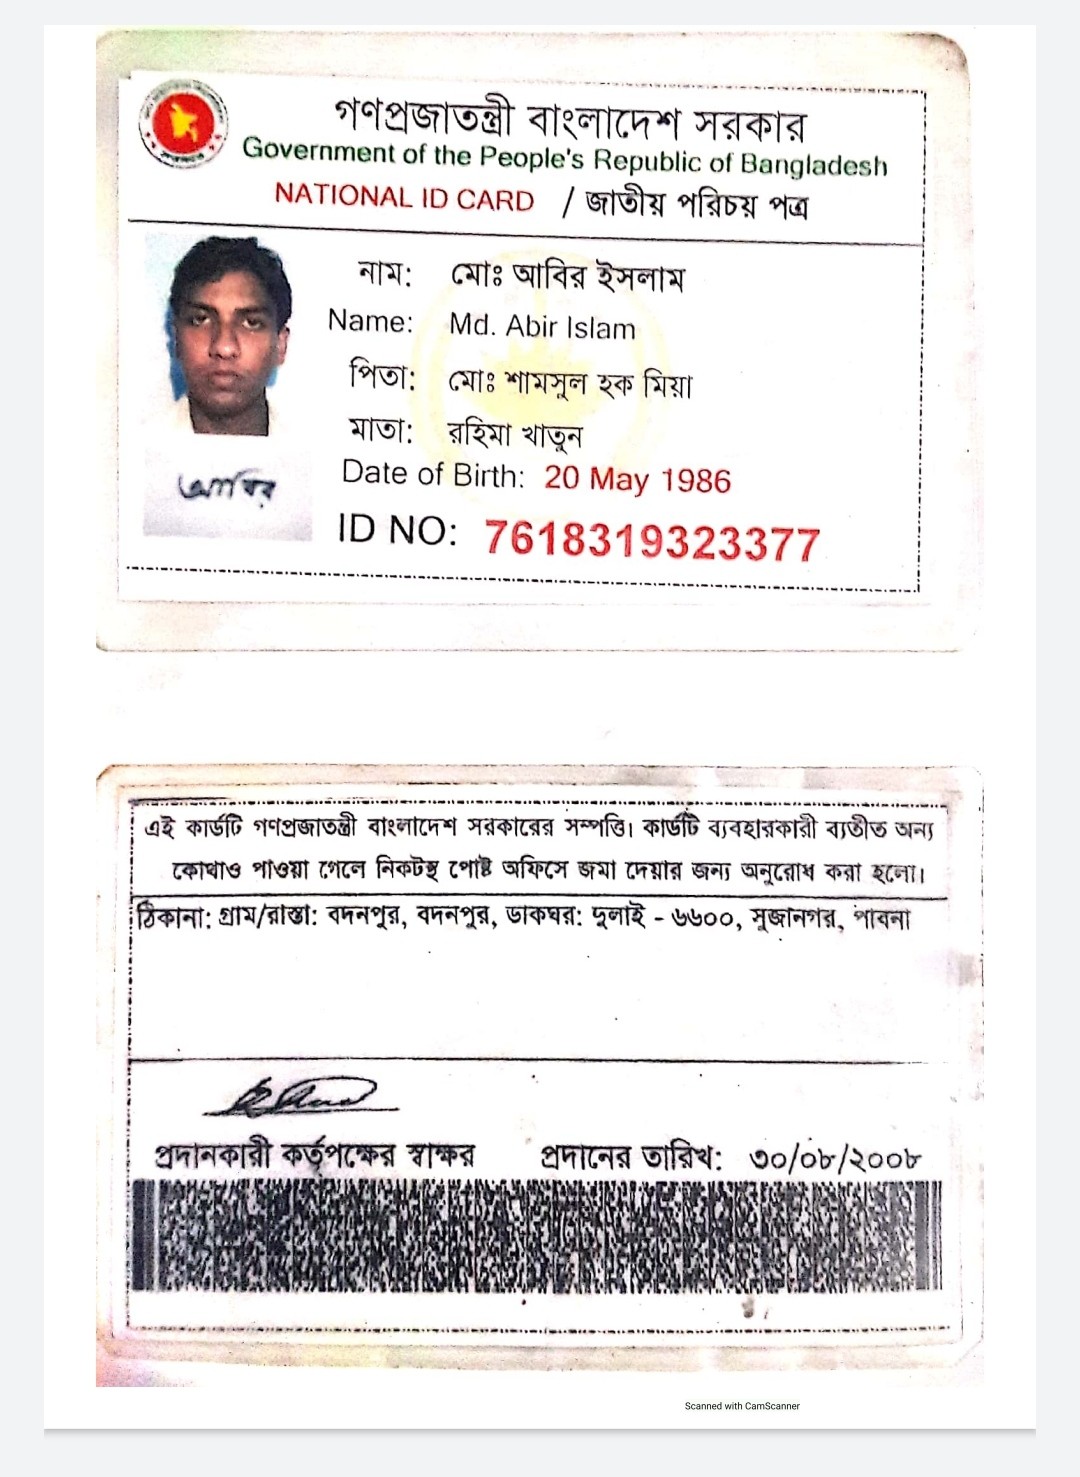 গণপ্রজাতন্ত্রী বাংলাদেশ সরকার
Government of the People's Republic of Bangladesh
NATIONAL ID CARD / জাতীয় পরিচয় পত্র
নাম: মোঃ আবির ইসলাম
Name: Md. Abir Islam
পিতা: মোঃ শামসুল হক মিয়া
মাতা: রহিমা খাতুন
Date of Birth: 20 May 1986
আবির
ID NO: 7618319323377
এই কার্ডটি গণপ্রজাতন্ত্রী বাংলাদেশ সরকারের সম্পত্তি। কার্ডটি ব্যবহারকারী ব্যতীত অন্য
কোথাও পাওয়া গেলে নিকটস্থ পোষ্ট অফিসে জমা দেয়ার জন্য অনুরোধ করা হলো।
ঠিকানা: গ্রাম/রাস্তা: বদনপুর, বদনপুর, ডাকঘর: দুলাই - ৬৬০০, সুজানগর, পাবনা
প্রদানকারী কর্তৃপক্ষের স্বাক্ষর প্রদানের তারিখ: ৩০/০৮/২০০৮
Scanned with CamScanner